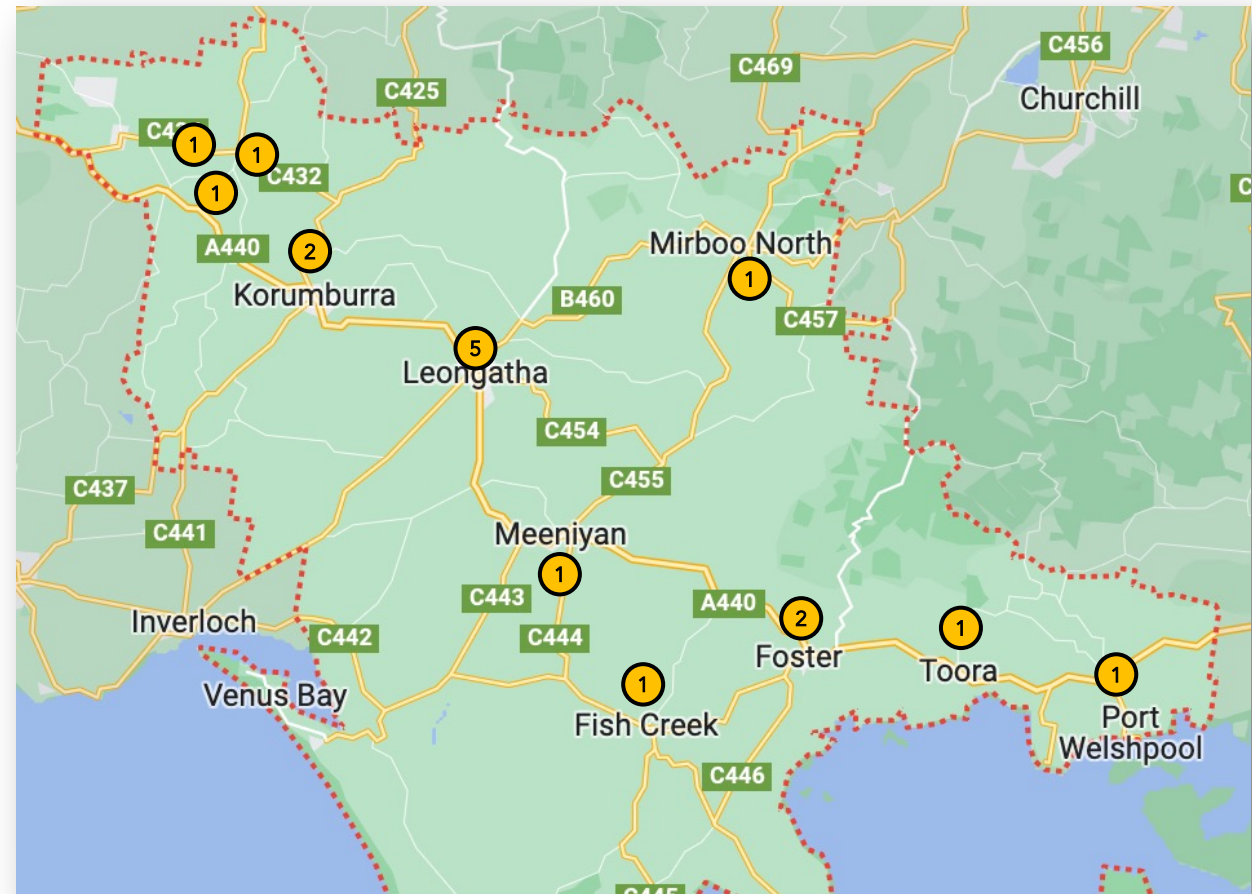 C456
C469
C425
Churchill
1
1
C432
1
A440
2
Mirboo North
1
Korumburra
B460
C457
5
Leongatha
C454
C455
C437
C441
Meeniyan
1
C443
A440
2
C442
C444
Inverloch
Foster
1
Toora
1
1
Venus Bay
Fish Creek
Port
Welshpool
C446